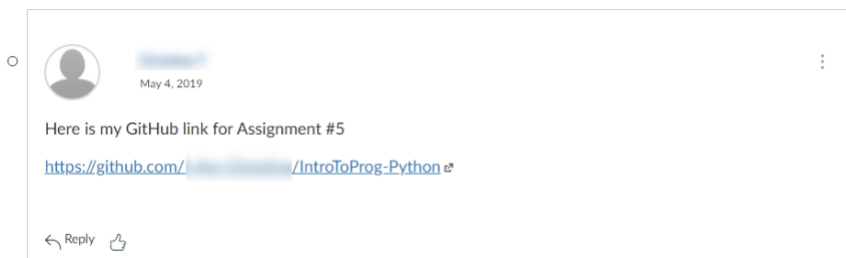 May 4, 2019
Here is my GitHub link for Assignment #5
https://github.com/ /IntroToProg-Python
Reply